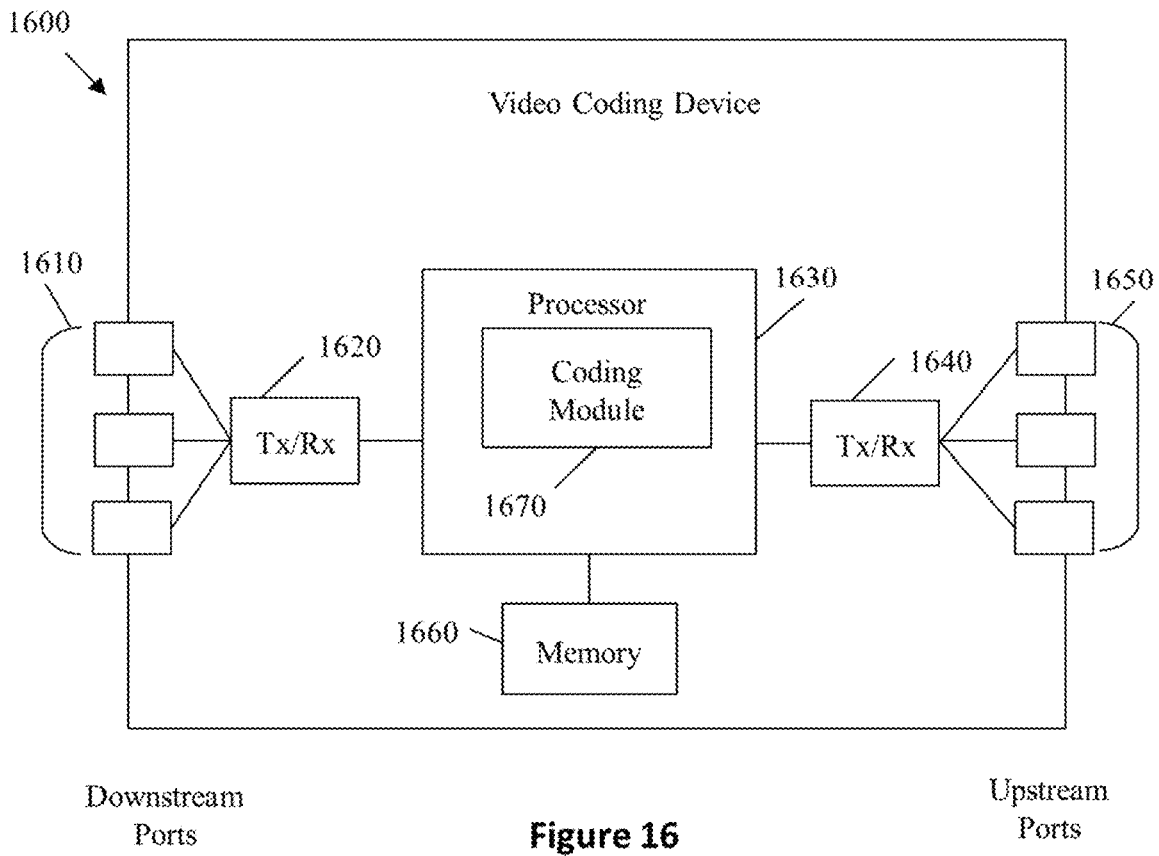 1600
Video Coding Device
1610
1620
Tx/Rx
Processor
Coding
Module
1670
1630
1640
Tx/Rx
1650
1660
Memory
Downstream
Ports
Figure 16
Upstream
Ports